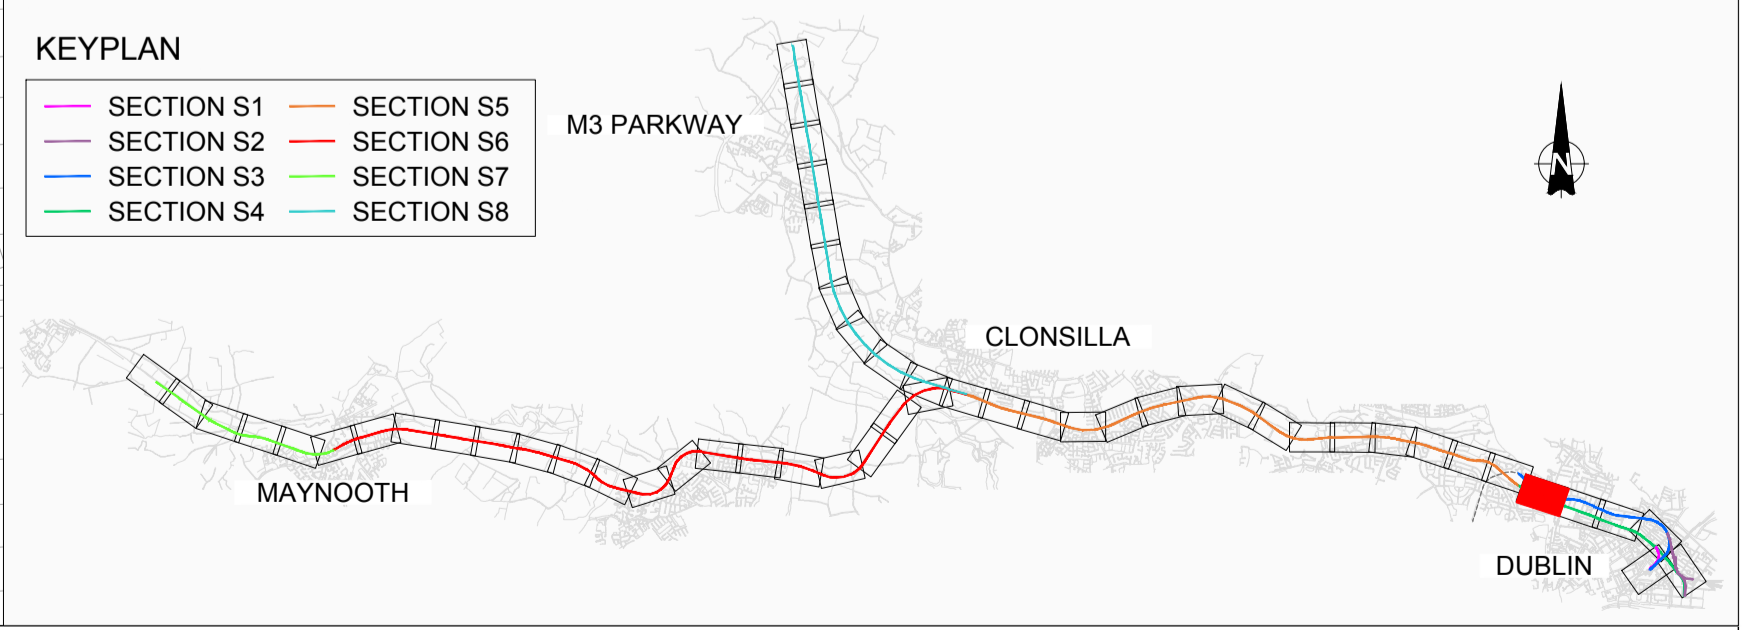 KEYPLAN
SECTION S1
SECTION S2
SECTION S3
SECTION S4
SECTION S5
SECTION S6
SECTION S7
SECTION S8
M3 PARKWAY
N
CLONSILLA
MAYNOOTH
DUBLIN